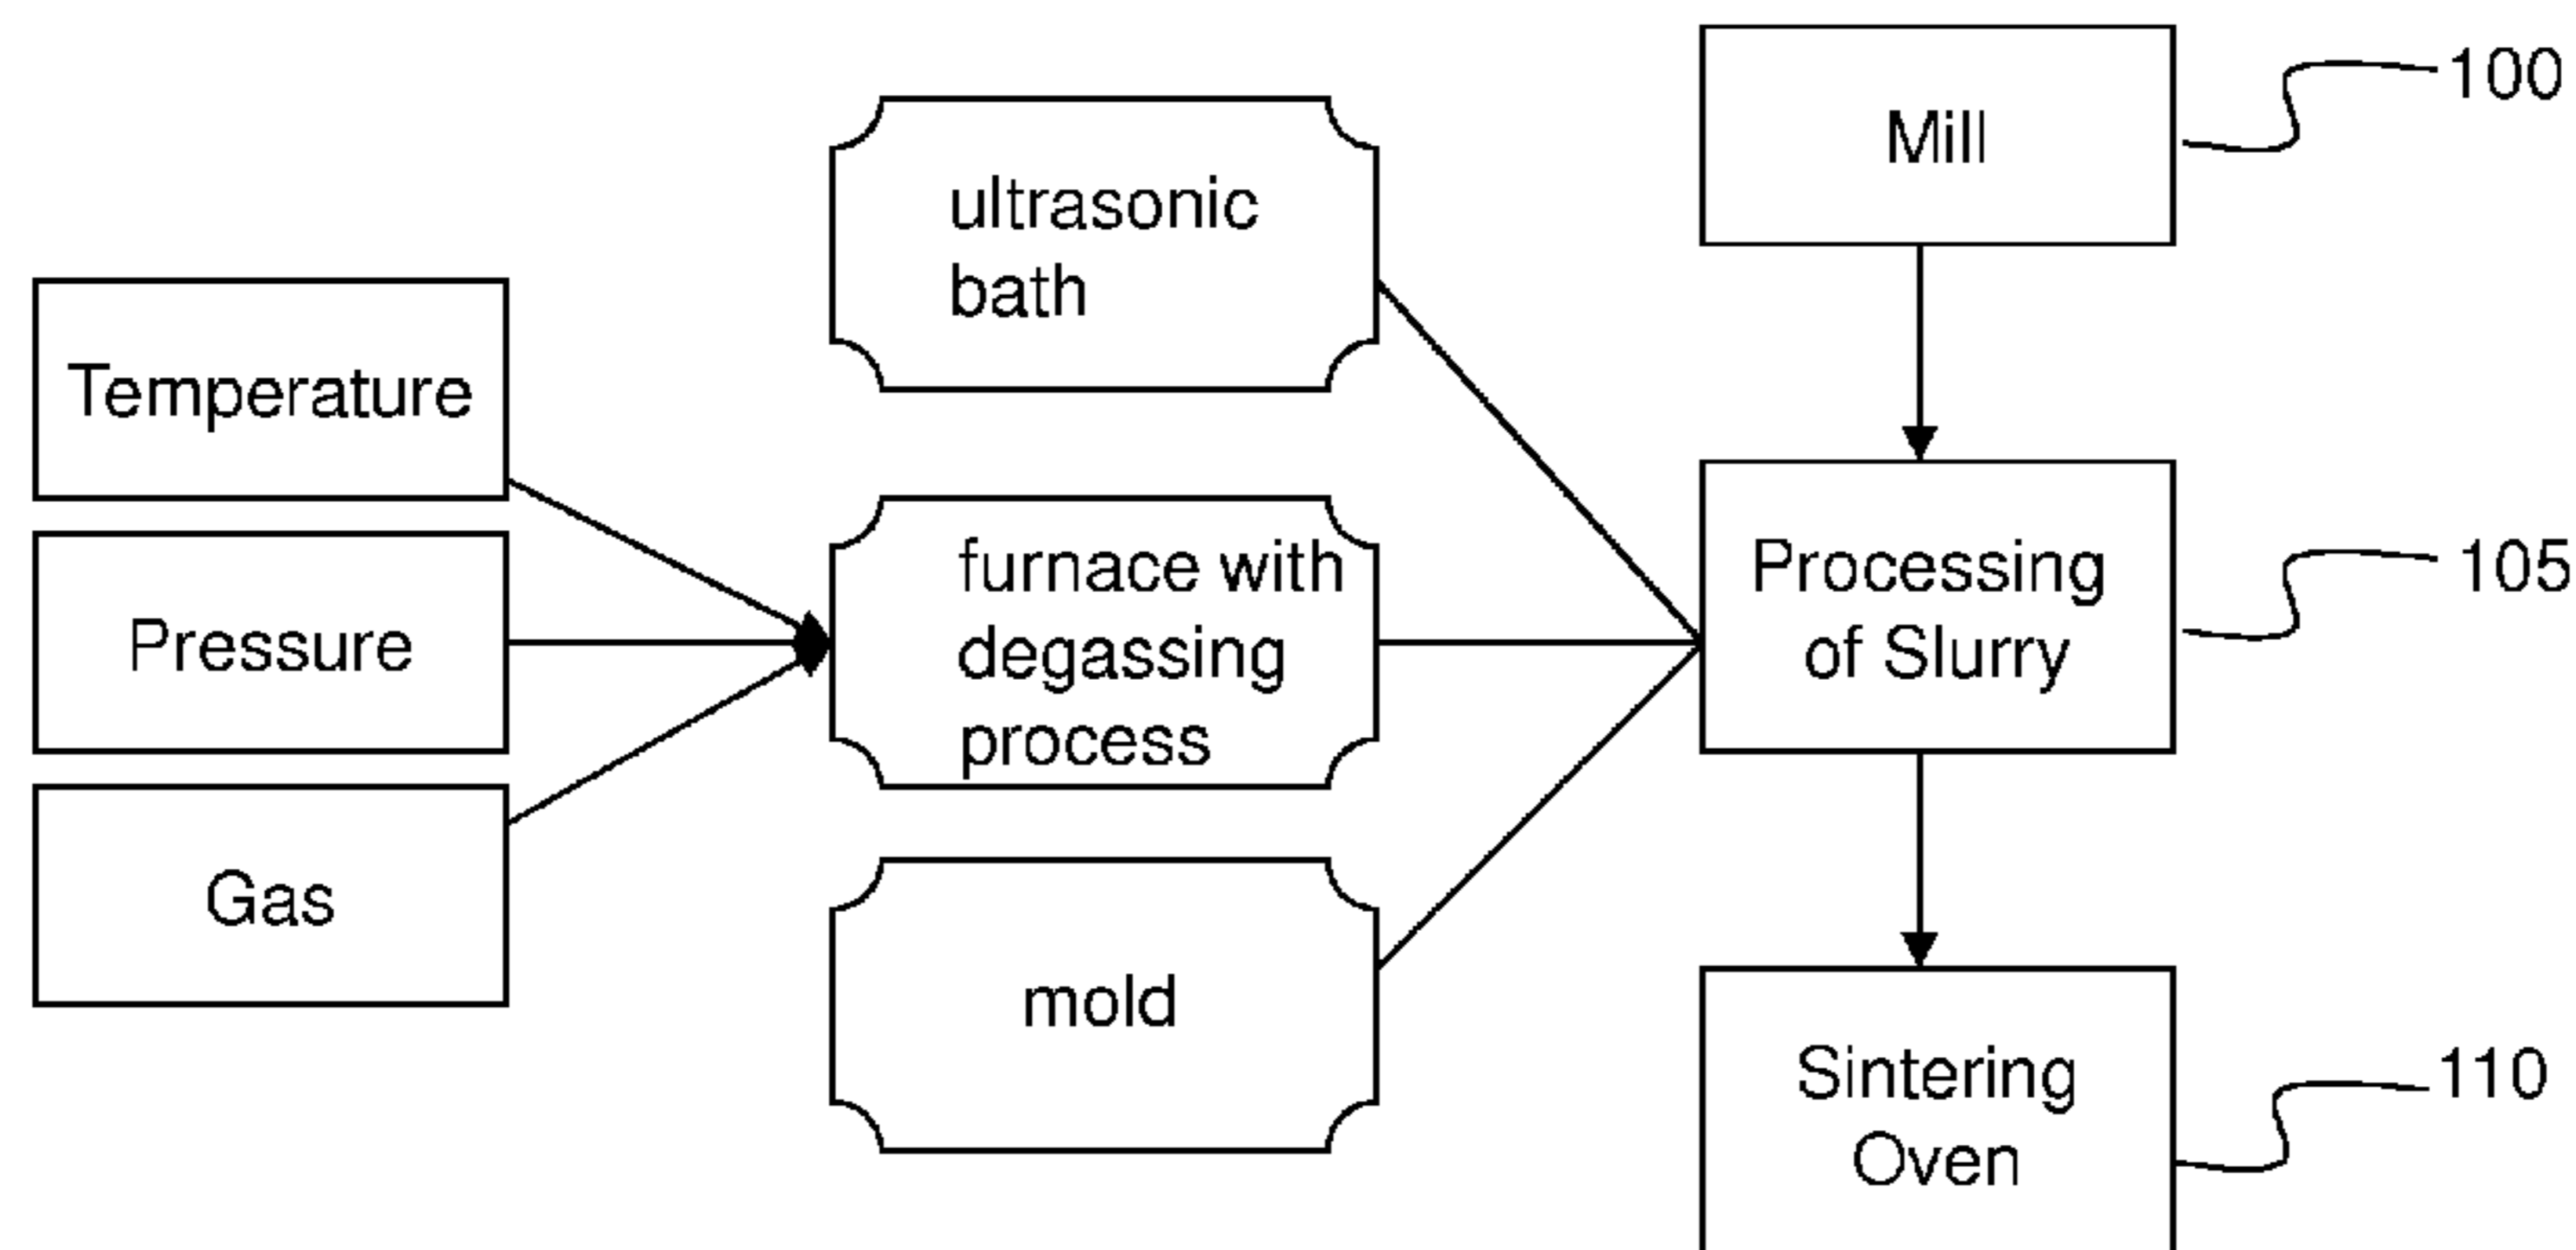 Mill
100
ultrasonic
bath
Temperature
Pressure
Gas
furnace with
degassing
process
mold
Processing
of Slurry
105
Sintering
Oven
110